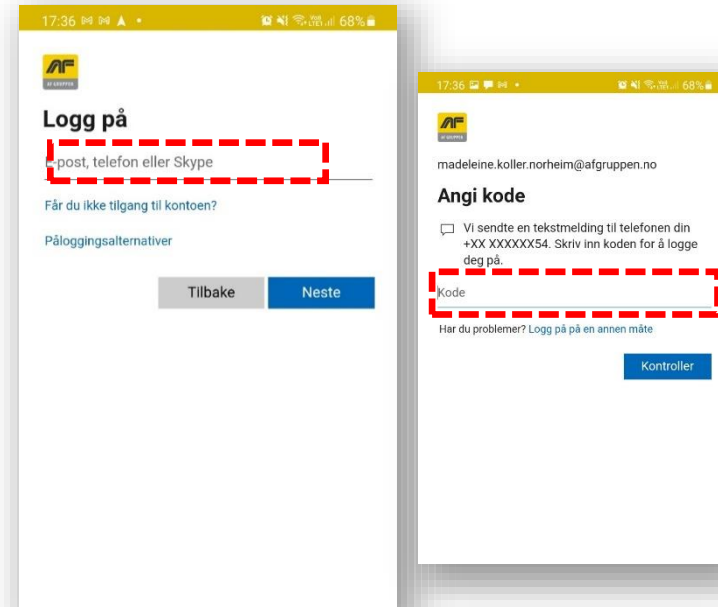 17:36
68%
AF
AF GRUPPEN
Logg på
E-post, telefon eller Skype
Får du ikke tilgang til kontoen?
Påloggingsalternativer
Tilbake
Neste
17:36
68%
AF
AF GRUPPEN
madeleine.koller.norheim@afgruppen.no
Angi kode
Vi sendte en tekstmelding til telefonen din
+XX XXXXXX54. Skriv inn koden for å logge
deg på.
Kode
Har du problemer? Logg på på en annen måte
Kontroller